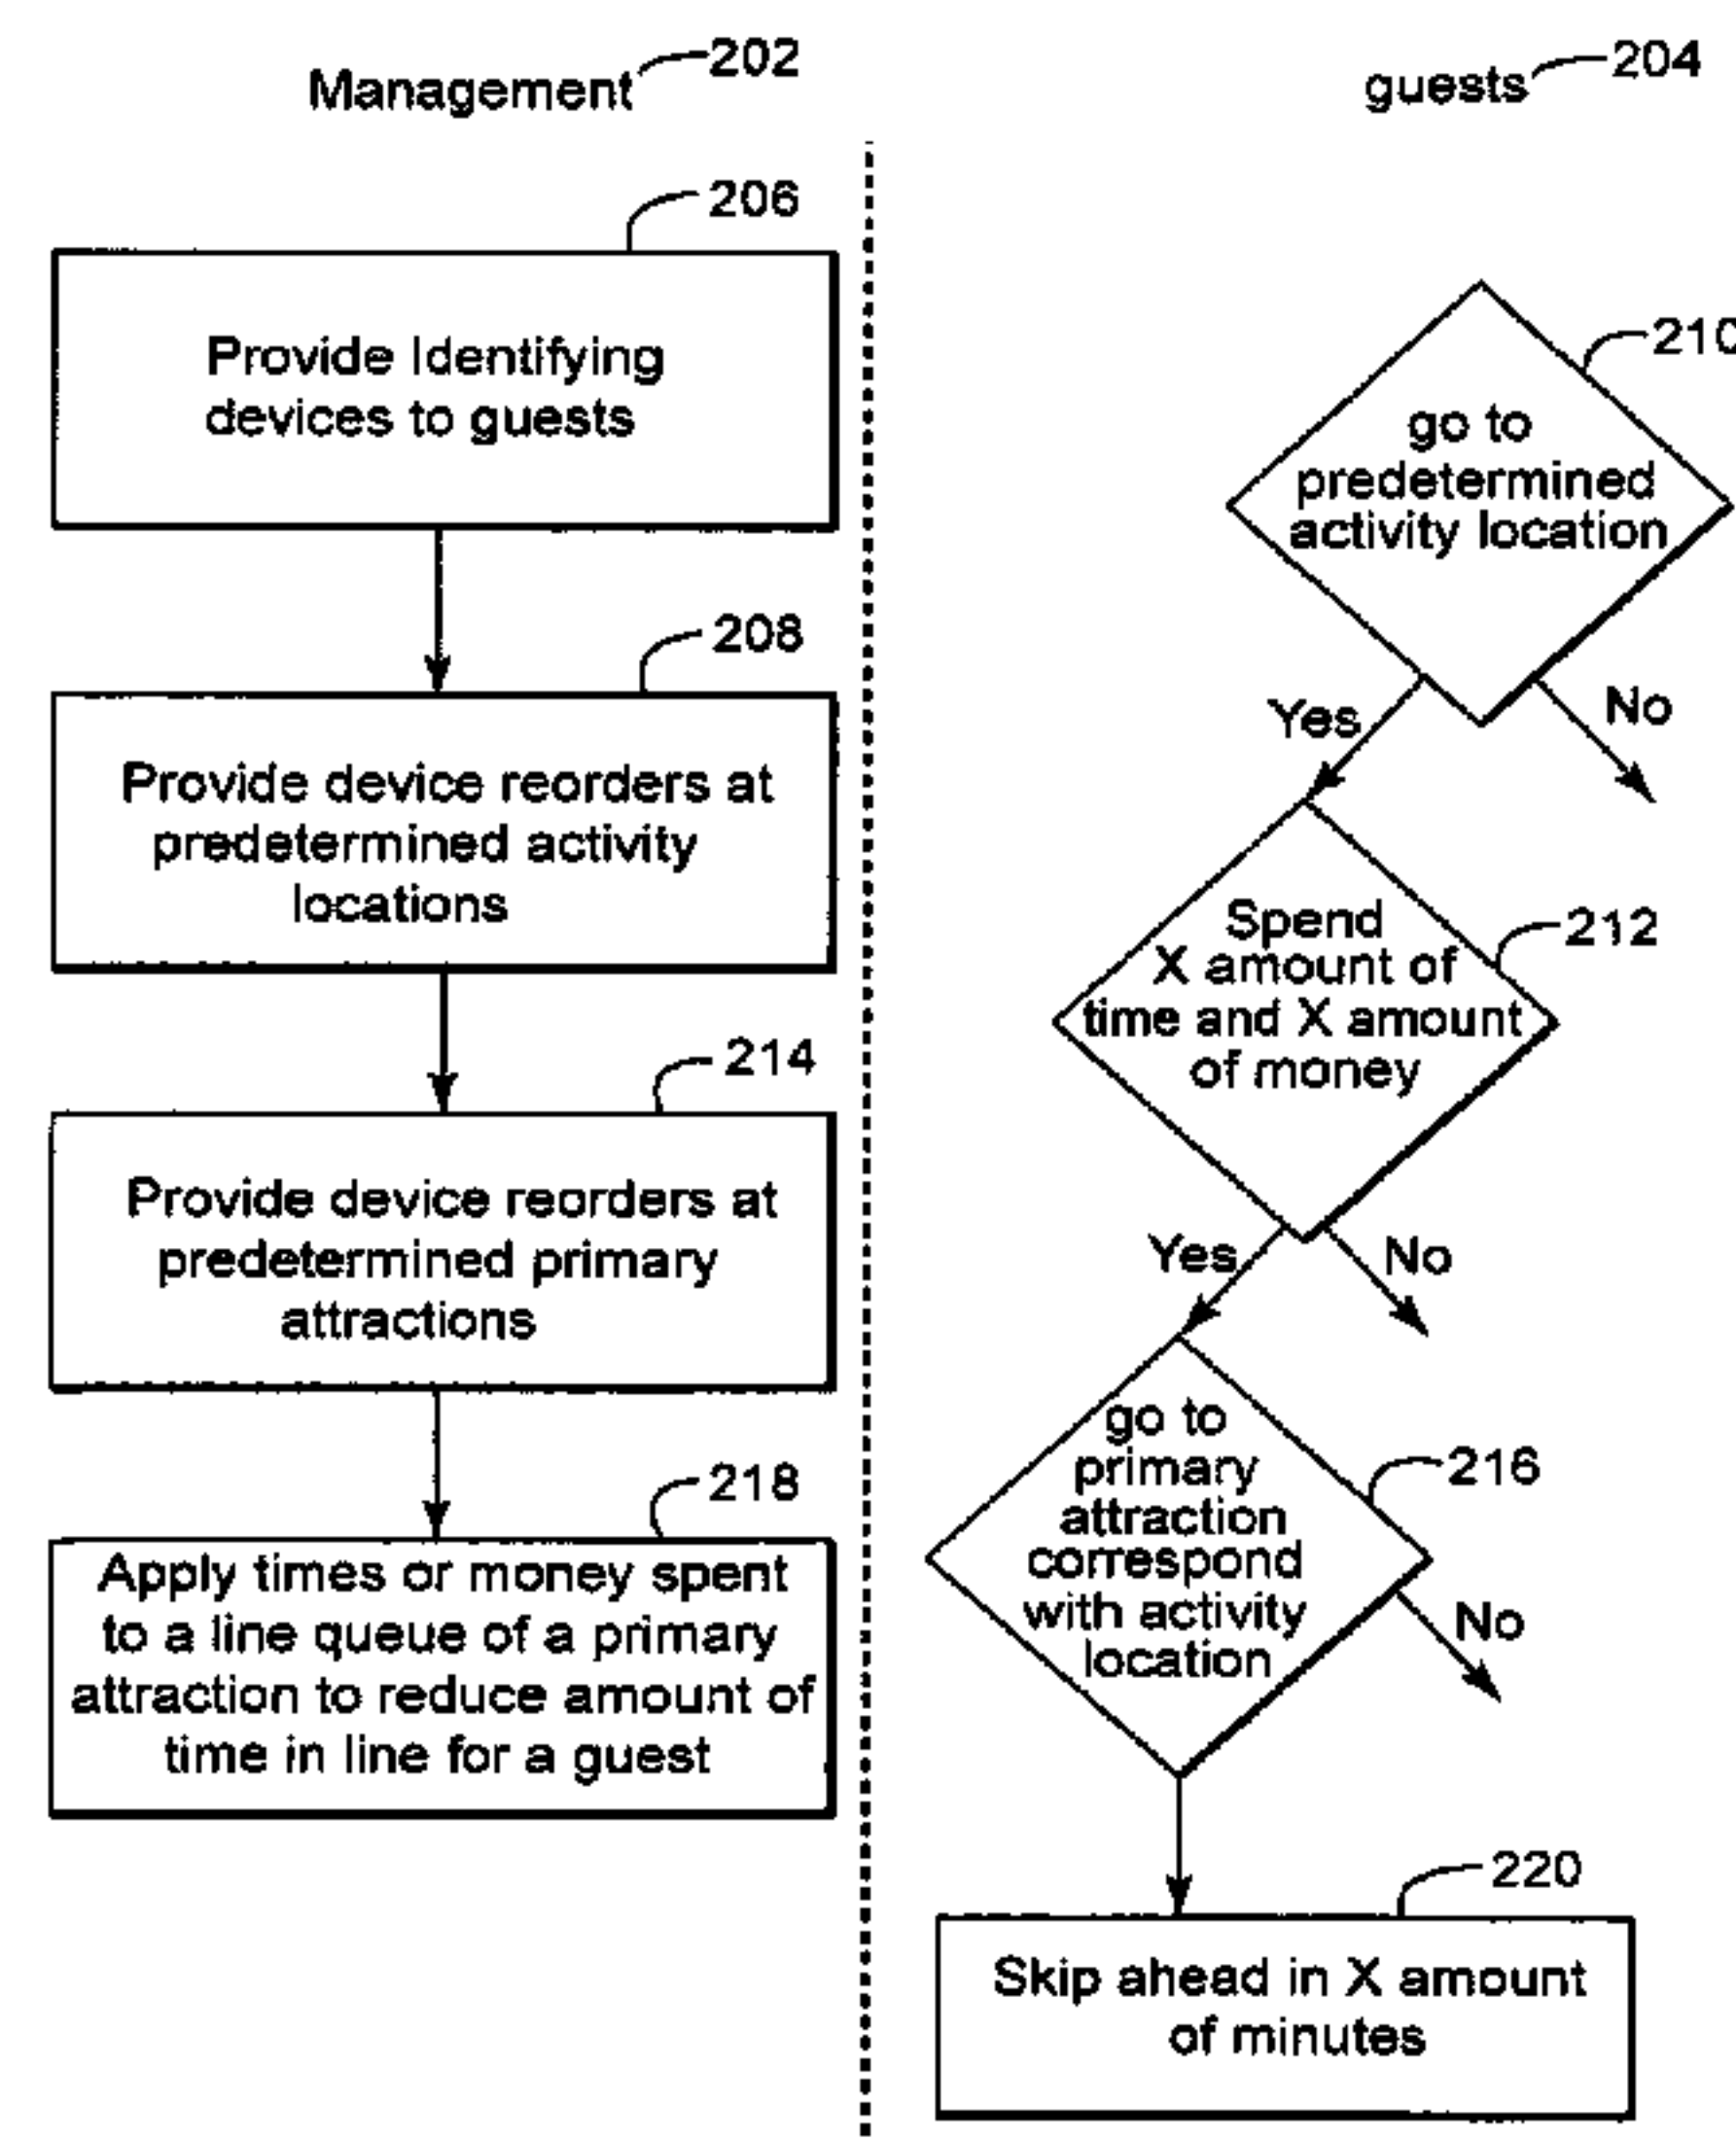 Management 202
206
Provide Identifying
devices to guests
208
Provide device reorders at
predetermined activity
locations
214
Provide device reorders at
predetermined primary
attractions
218
Apply times or money spent
to a line queue of a primary
attraction to reduce amount of
time in line for a guest
guests 204
210
go to
predetermined
activity location
Yes
No
212
Spend
X amount of
time and X amount
of money
Yes
No
216
go to
primary
attraction
correspond
with activity
location
No
220
Skip ahead in X amount
of minutes